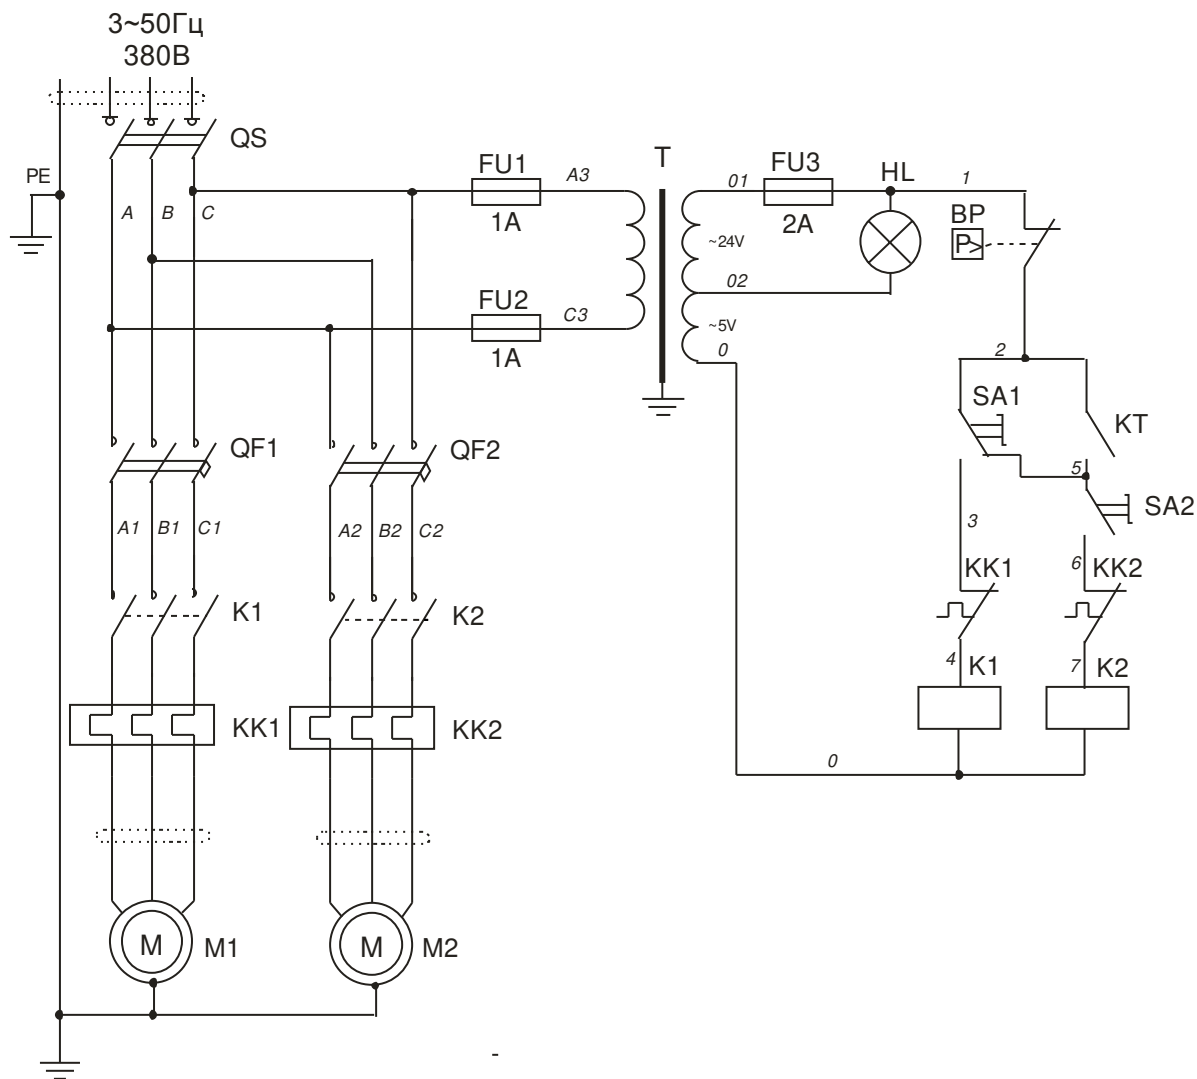 3~50Гц
380В
QS
PE
A
B
C
FU1
1A
A3
T
01
FU3
2A
HL
1
BP
P>
~24V
02
FU2
1A
C3
~5V
0
2
SA1
KT
QF1
QF2
5
SA2
A1
B1
C1
A2
B2
C2
3
KK1
6
KK2
K1
K2
4
K1
7
K2
KK1
KK2
0
M
M1
M
M2
-